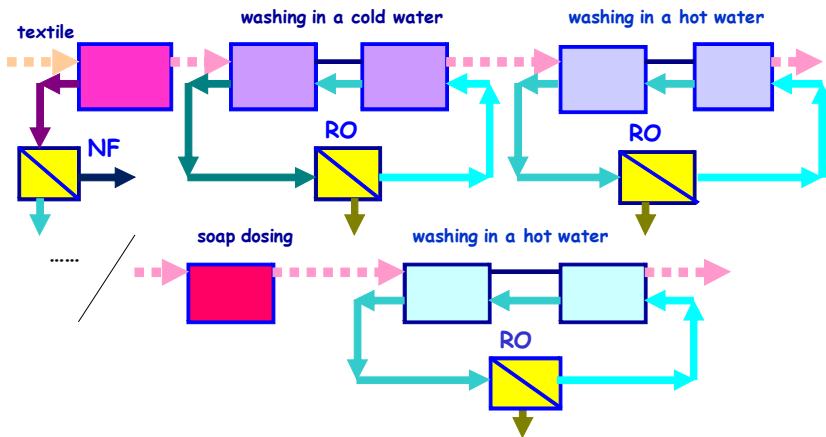 washing in a cold water
washing in a hot water
textile
NF
RO
RO
......
soap dosing
washing in a hot water
RO